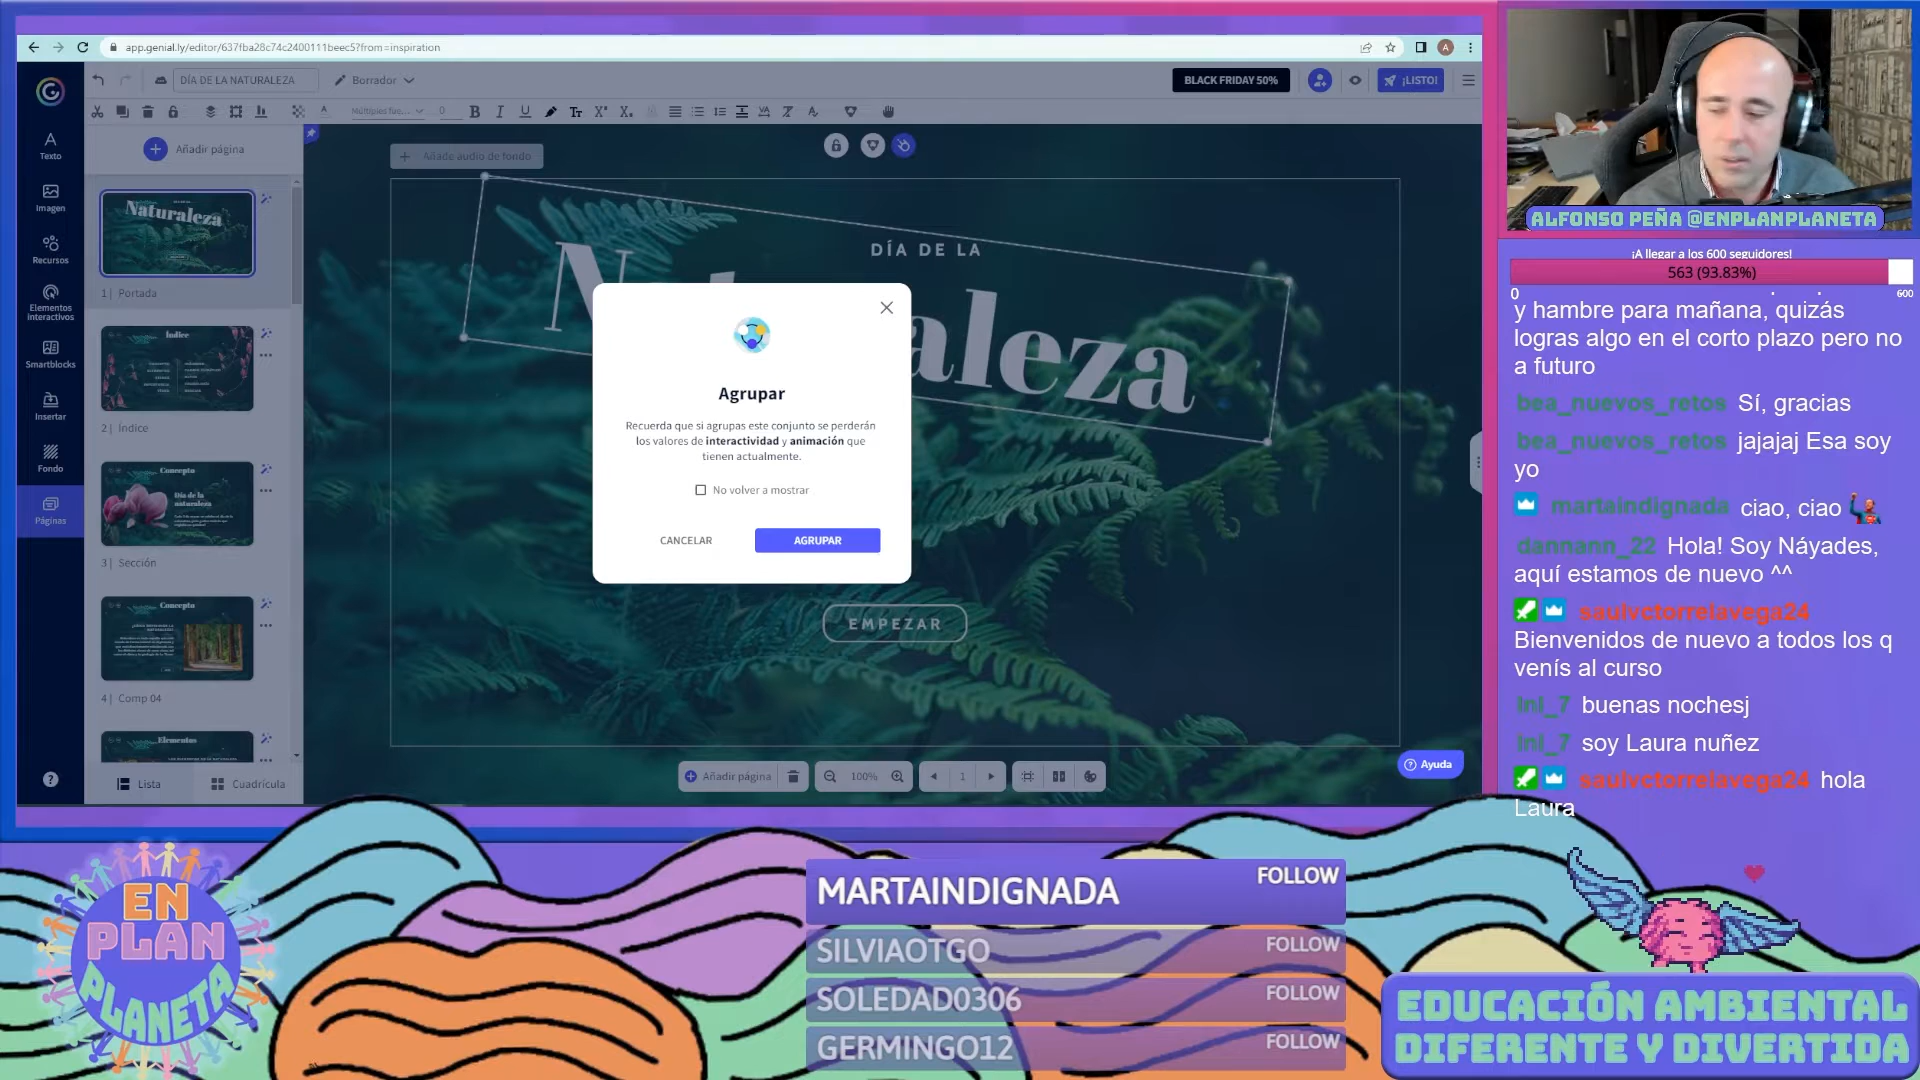 app.genial.ly/editor/637fba28c74c2400111beec5?from=inspiration
DÍA DE LA NATURALEZA
Borrador
BLACK FRIDAY 50%
¡LISTO!
Múltiples fue...
0
Texto
Imagen
Recursos
Elementos
interactivos
Smartblocks
Insertar
Fondo
Páginas
Añadir página
Naturaleza
1 | Portada
Índice
2 | Índice
Concepto
Día de la
naturaleza
3 | Sección
Concepto
4 | Comp 04
Elementos
Lista
Cuadrícula
Añade audio de fondo
DÍA DE LA
Naturaleza
EMPEZAR
Agrupar
Recuerda que si agrupas este conjunto se perderán
los valores de interactividad y animación que
tienen actualmente.
No volver a mostrar
CANCELAR
AGRUPAR
Añadir página
100%
1
Ayuda
ALFONSO PEÑA @ENPLANPLANETA
¡A llegar a los 600 seguidores!
563 (93.83%)
0
600
y hambre para mañana, quizás
logras algo en el corto plazo pero no
a futuro
bea_nuevos_retos Sí, gracias
bea_nuevos_retos jajajaj Esa soy
yo
martaindignada ciao, ciao
dannann_22 Hola! Soy Náyades,
aquí estamos de nuevo ^^
saulvctorrelavega24
Bienvenidos de nuevo a todos los q
venís al curso
lnl_7 buenas nochesj
lnl_7 soy Laura nuñez
saulvctorrelavega24 hola
Laura
EN
PLAN
PLANETA
MARTAINDIGNADA FOLLOW
SILVIAOTGO FOLLOW
SOLEDAD0306 FOLLOW
GERMINGO12 FOLLOW
EDUCACIÓN AMBIENTAL
DIFERENTE Y DIVERTIDA